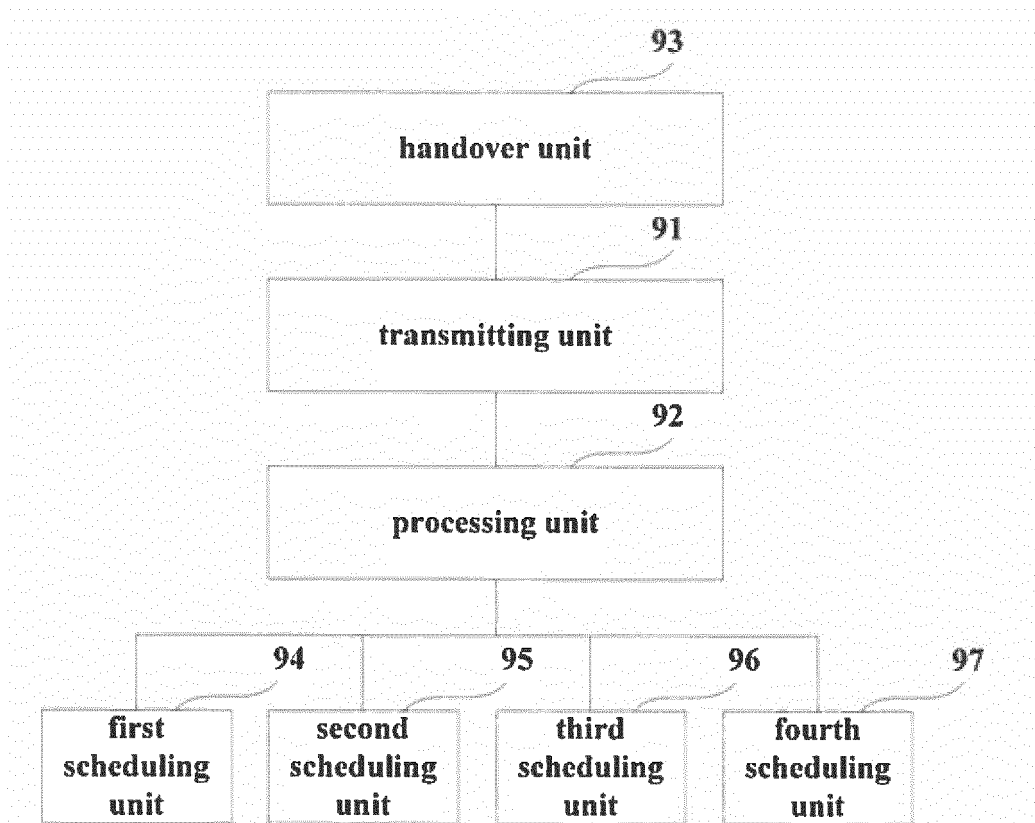 93
handover unit
91
transmitting unit
92
processing unit
94
95
96
97
first
scheduling
unit
second
scheduling
unit
third
scheduling
unit
fourth
scheduling
unit